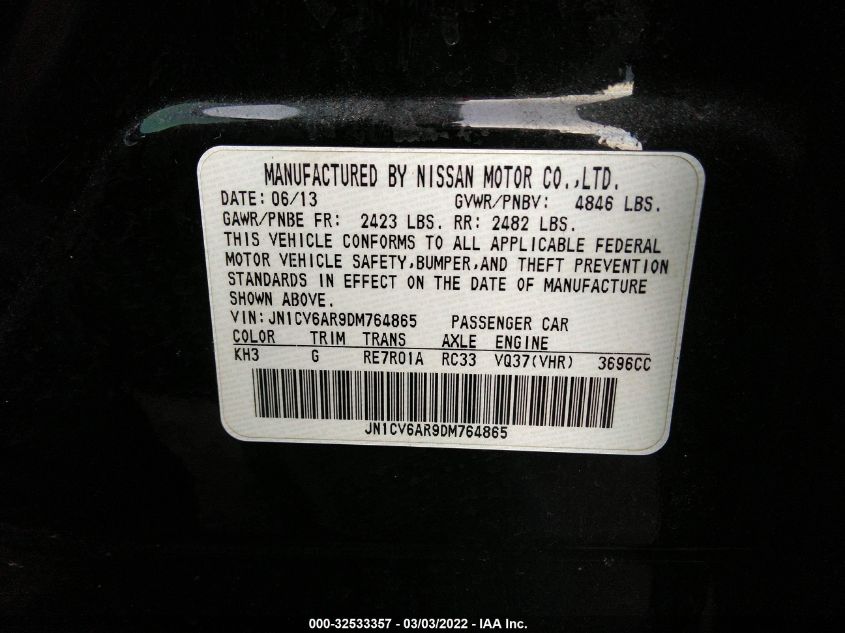 MANUFACTURED BY NISSAN MOTOR CO.,LTD.
DATE: 06/13 GVWR/PNBV: 4846 LBS.
GAWR/PNBE FR: 2423 LBS. RR: 2482 LBS.
THIS VEHICLE CONFORMS TO ALL APPLICABLE FEDERAL
MOTOR VEHICLE SAFETY,BUMPER,AND THEFT PREVENTION
STANDARDS IN EFFECT ON THE DATE OF MANUFACTURE
SHOWN ABOVE.
VIN:JN1CV6AR9DM764865 PASSENGER CAR
COLOR TRIM TRANS AXLE ENGINE
KH3 G RE7R01A RC33 VQ37(VHR) 3696CC
JN1CV6AR9DM764865
000-32533357 - 03/03/2022 - IAA Inc.